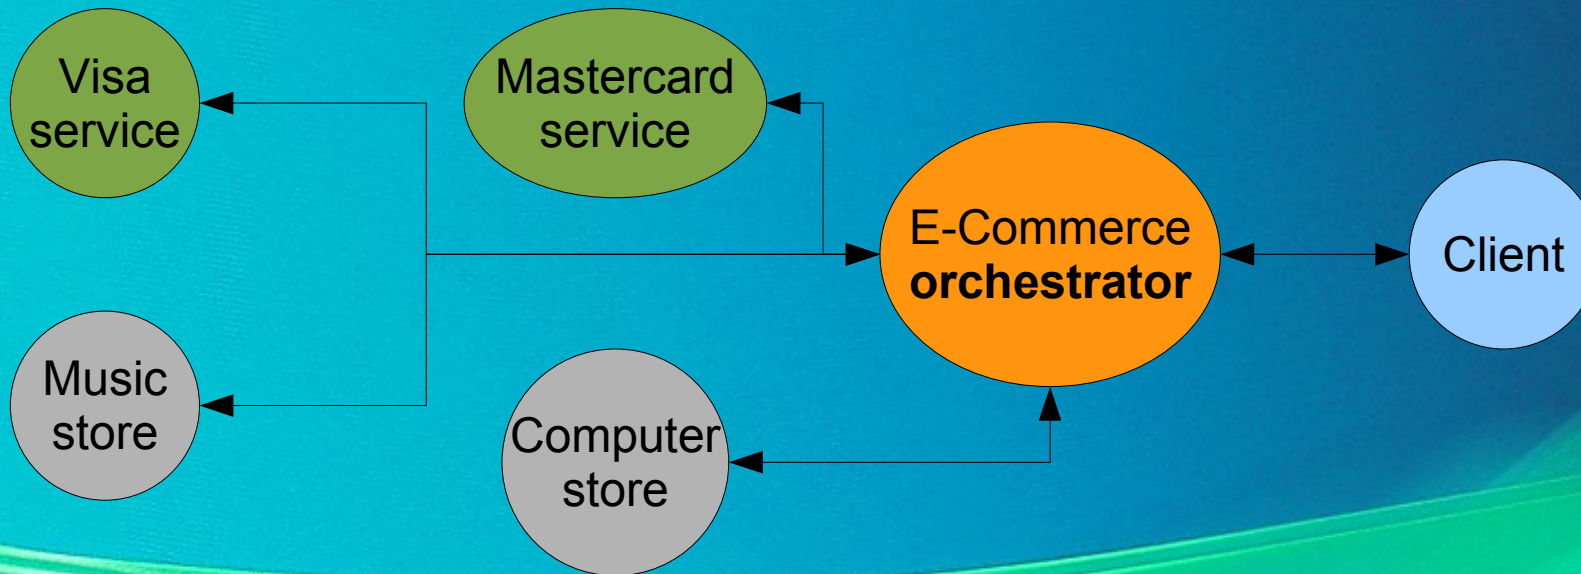 Visa
service
Mastercard
service
E-Commerce
orchestrator
Client
Music
store
Computer
store